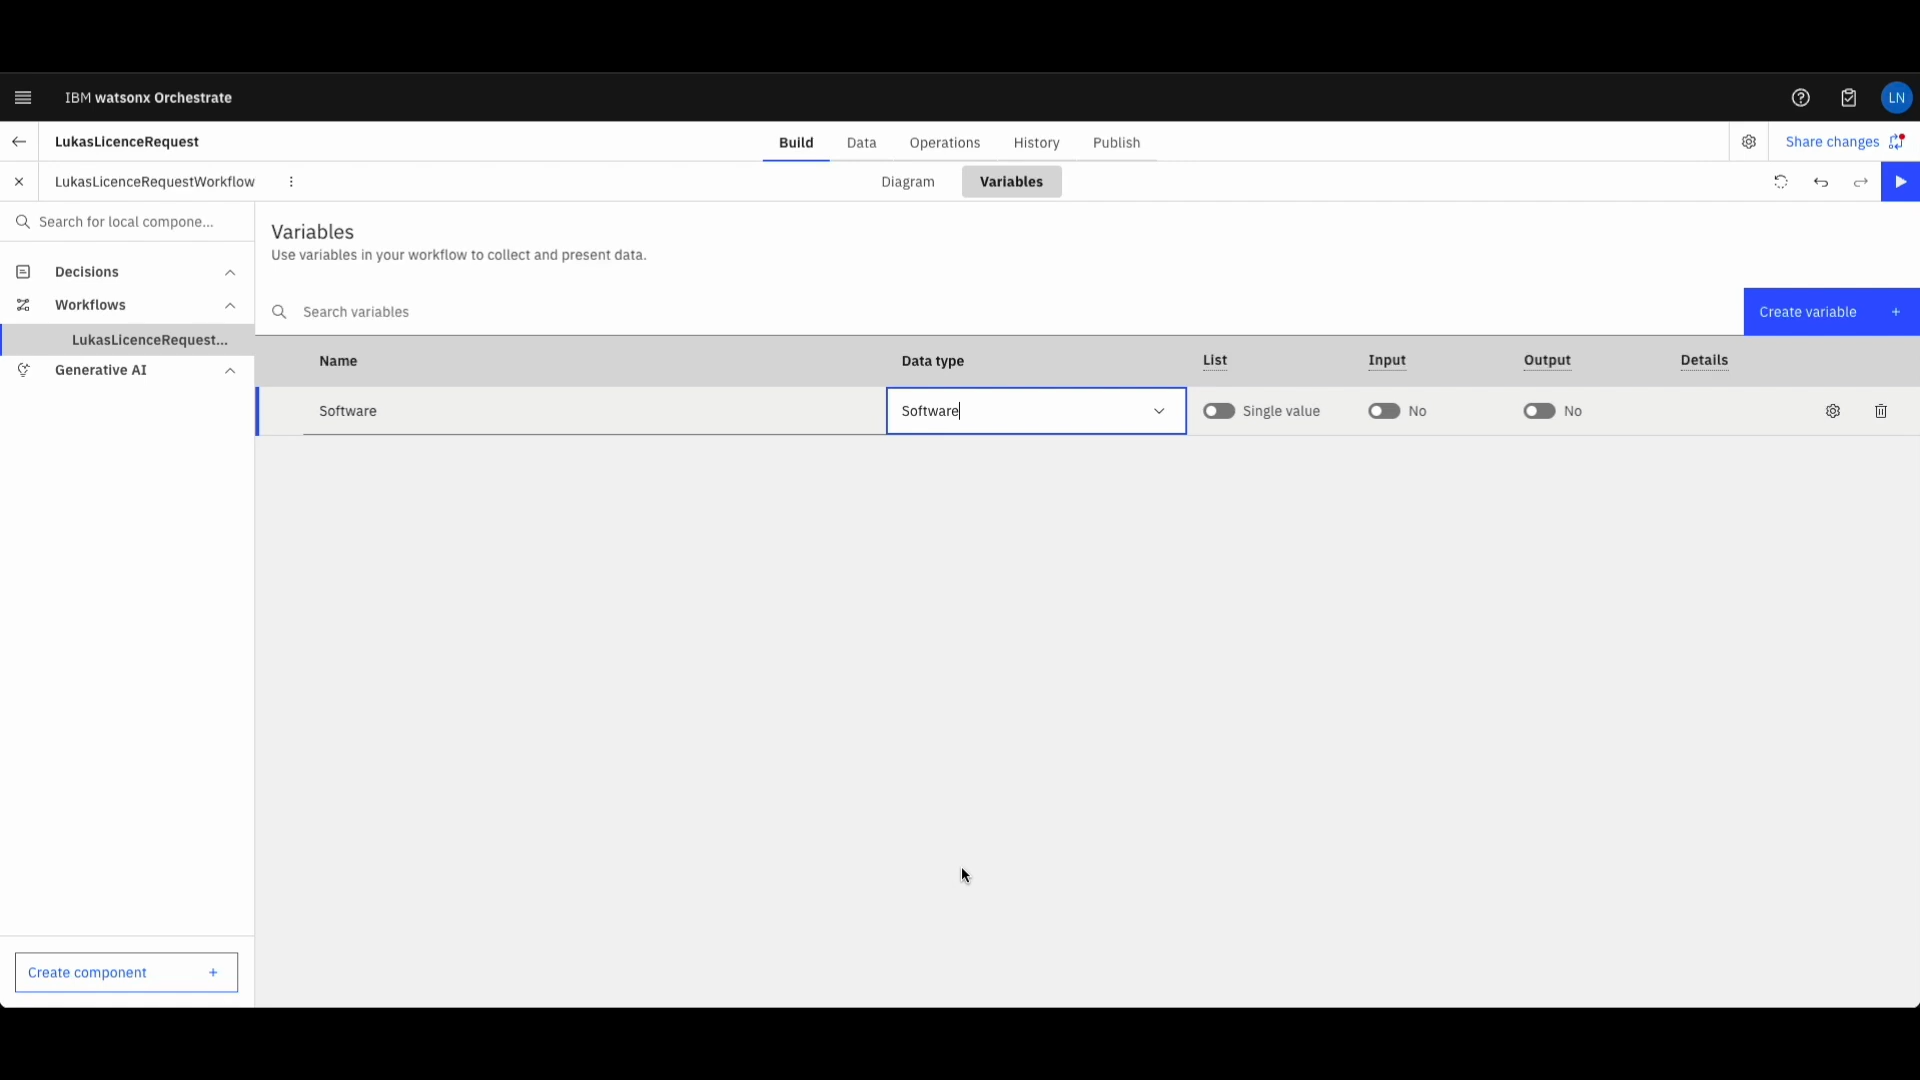 IBM watsonx Orchestrate
LN
LukasLicenceRequest
Build
Data
Operations
History
Publish
Share changes
LukasLicenceRequestWorkflow
Diagram
Variables
Search for local compone...
Decisions
Workflows
LukasLicenceRequest...
Generative AI
Variables
Use variables in your workflow to collect and present data.
Search variables
Create variable +
Name
Data type
List
Input
Output
Details
Software
Software
Single value
No
No
Create component +